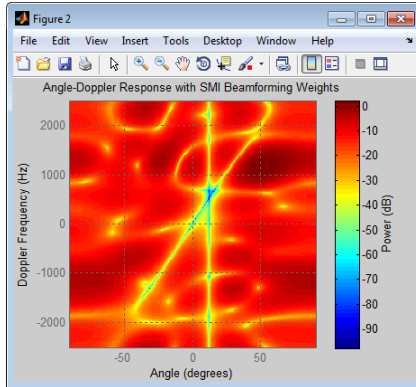 Figure 2
File Edit View Insert Tools Desktop Window Help
Angle-Doppler Response with SMI Beamforming Weights
Doppler Frequency (Hz)
2000
1000
0
-1000
-2000
-50 0 50
Angle (degrees)
0
-10
-20
-30
-40
-50
-60
-70
-80
-90
Power (dB)